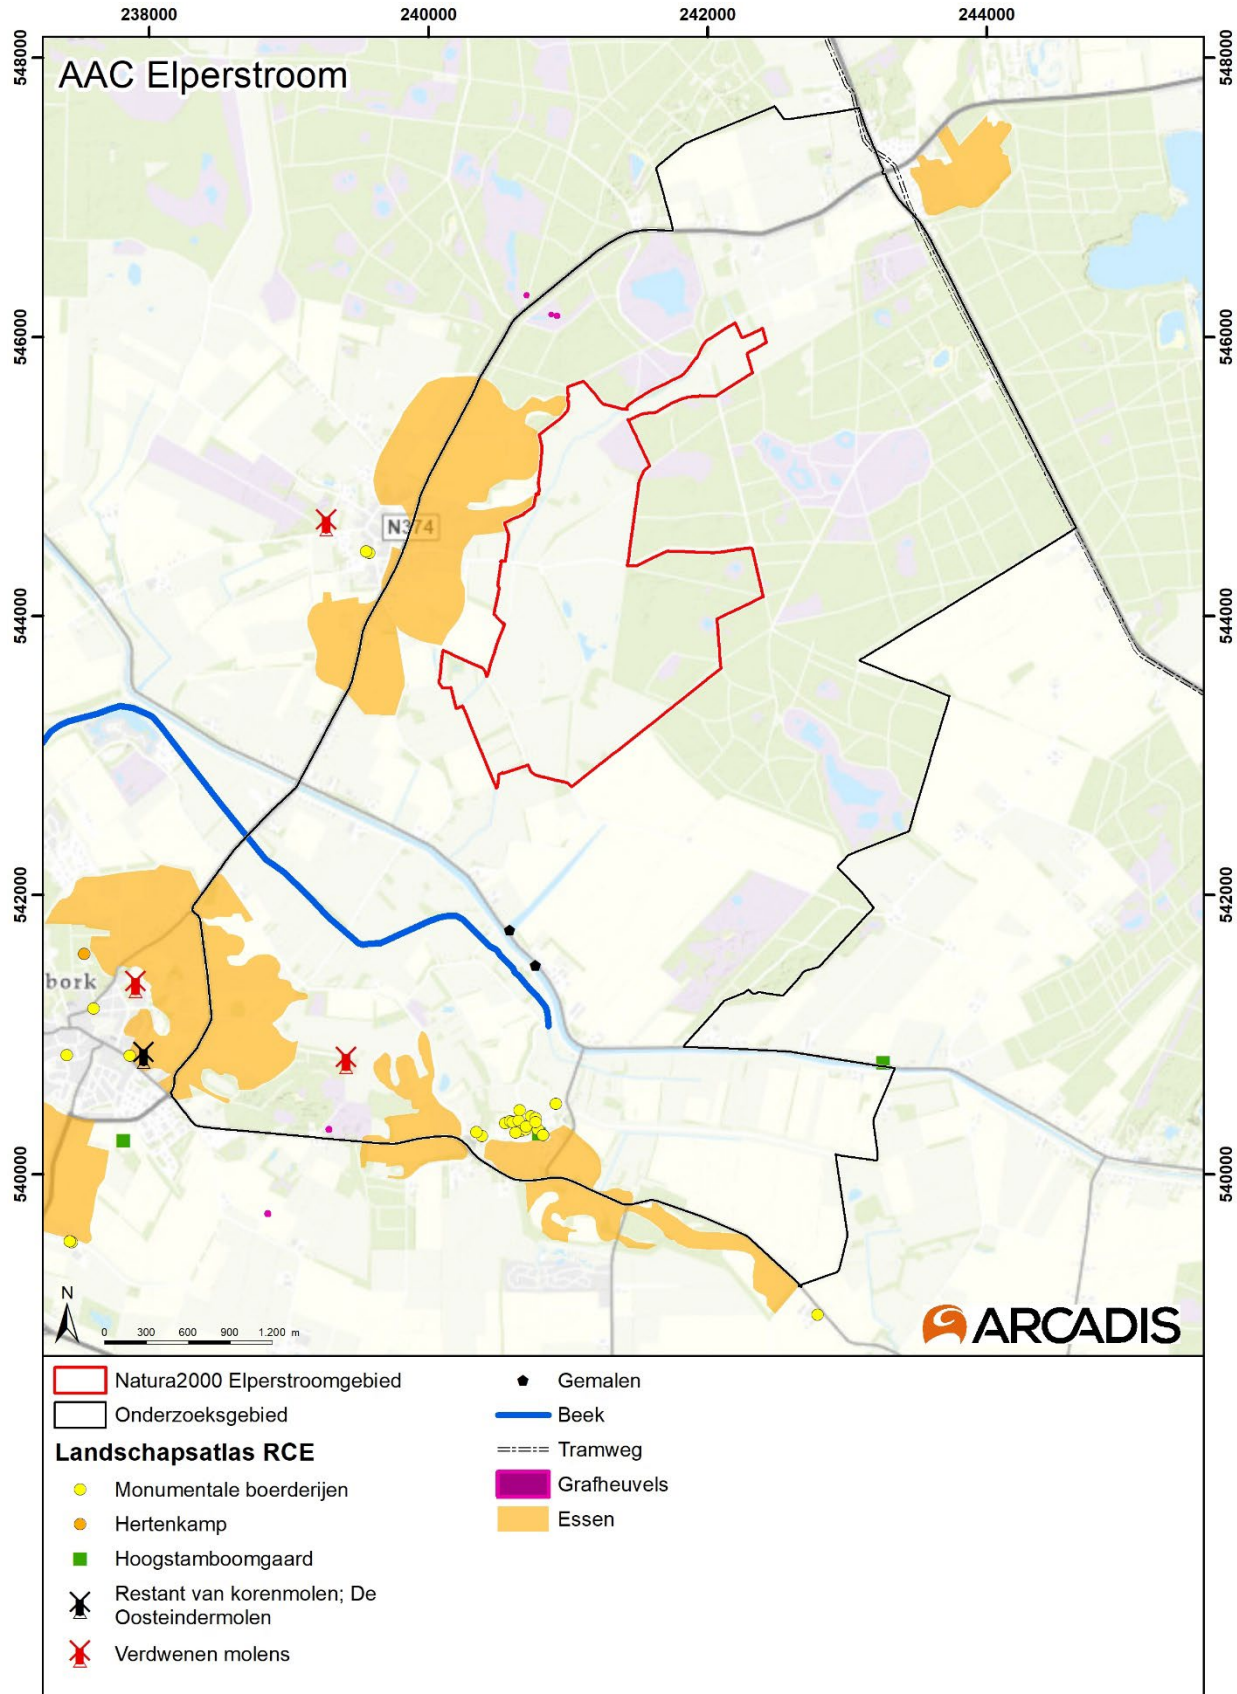 238000 240000 242000 244000
548000 548000
AAC Elperstroom
546000 546000
N374
544000 544000
542000 542000
bork
540000 540000
N
0 300 600 900 1.200 m
ARCADIS
Natura2000 Elperstroomgebied
Onderzoeksgebied
Landschapsatlas RCE
Monumentale boerderijen
Hertenkamp
Hoogstamboomgaard
Restant van korenmolen; De
Oosteindermolen
Verdwenen molens
Gemalen
Beek
Tramweg
Grafheuvels
Essen